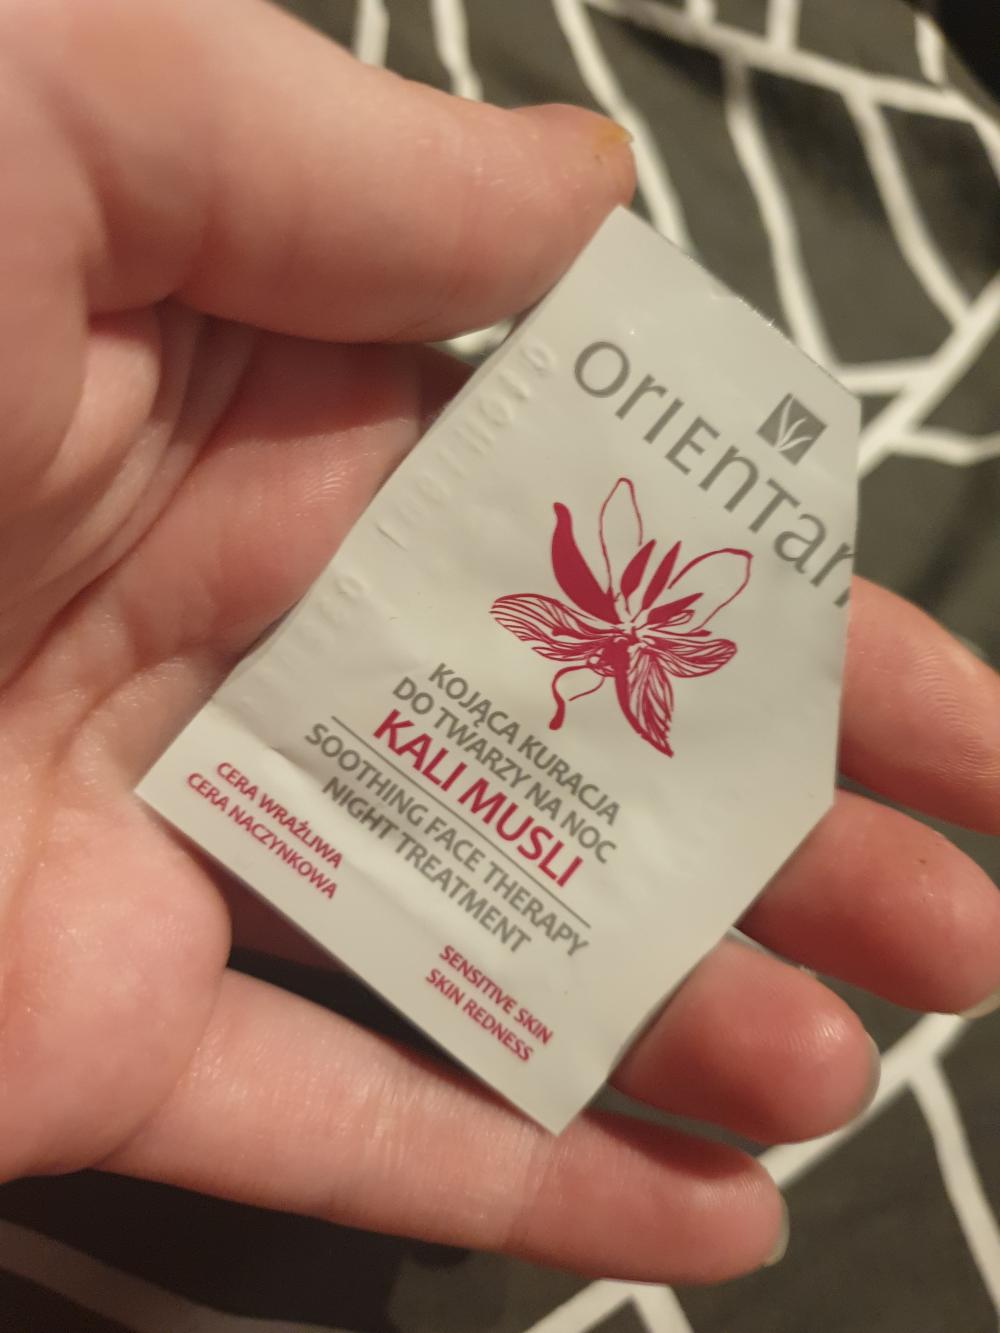 OrIEnTar
KOJĄCA KURACJA
DO TWARZY NA NOC
KALI MUSLI
SOOTHING FACE THERAPY
NIGHT TREATMENT
CERA WRAŻLIWA
CERA NACZYNKOWA
SENSITIVE SKIN
SKIN REDNESS